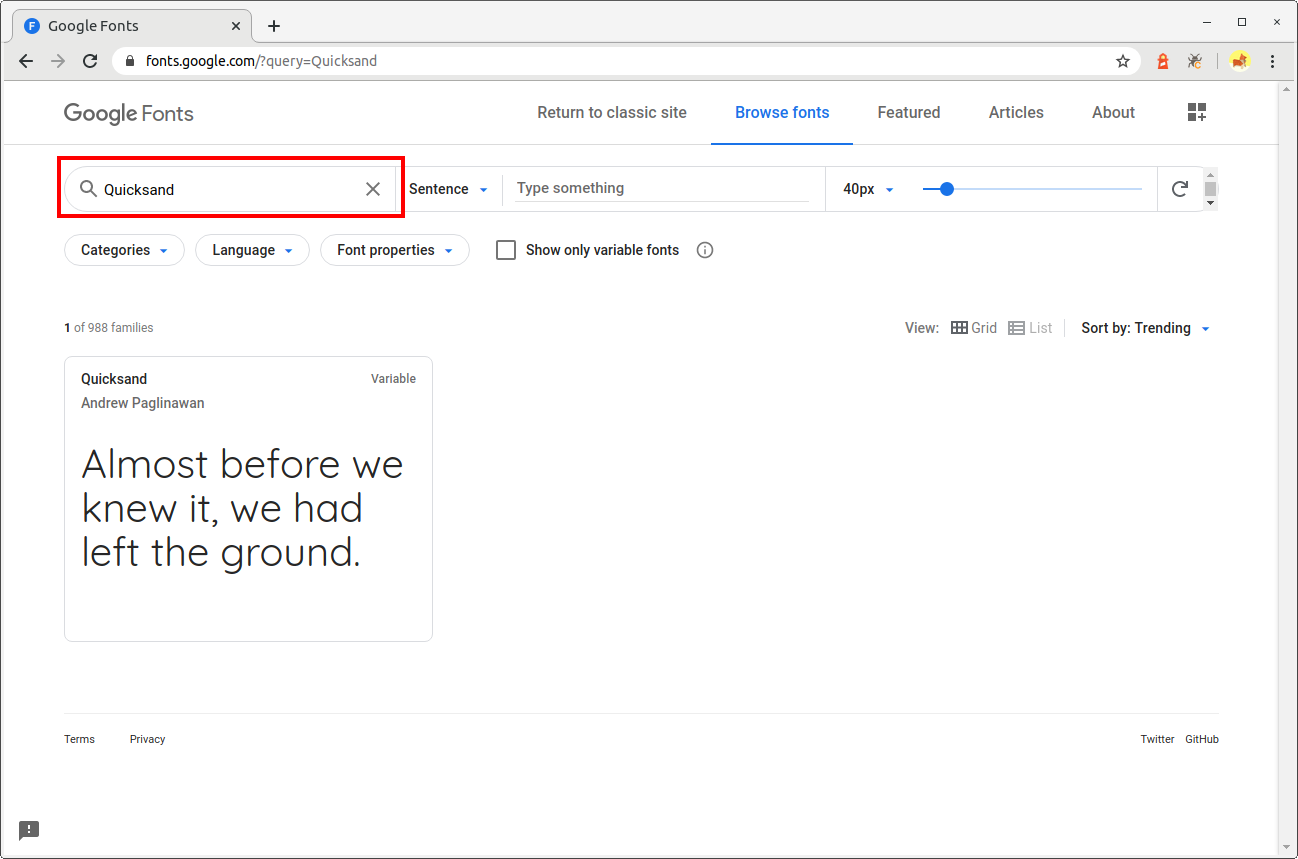 Google Fonts
fonts.google.com/?query=Quicksand
Google Fonts
Return to classic site
Browse fonts
Featured
Articles
About
Quicksand
Sentence
Type something
40px
Categories
Language
Font properties
Show only variable fonts
1 of 988 families
View:
Grid
List
Sort by: Trending
Quicksand
Variable
Andrew Paglinawan
Almost before we
knew it, we had
left the ground.
Terms
Privacy
Twitter
GitHub